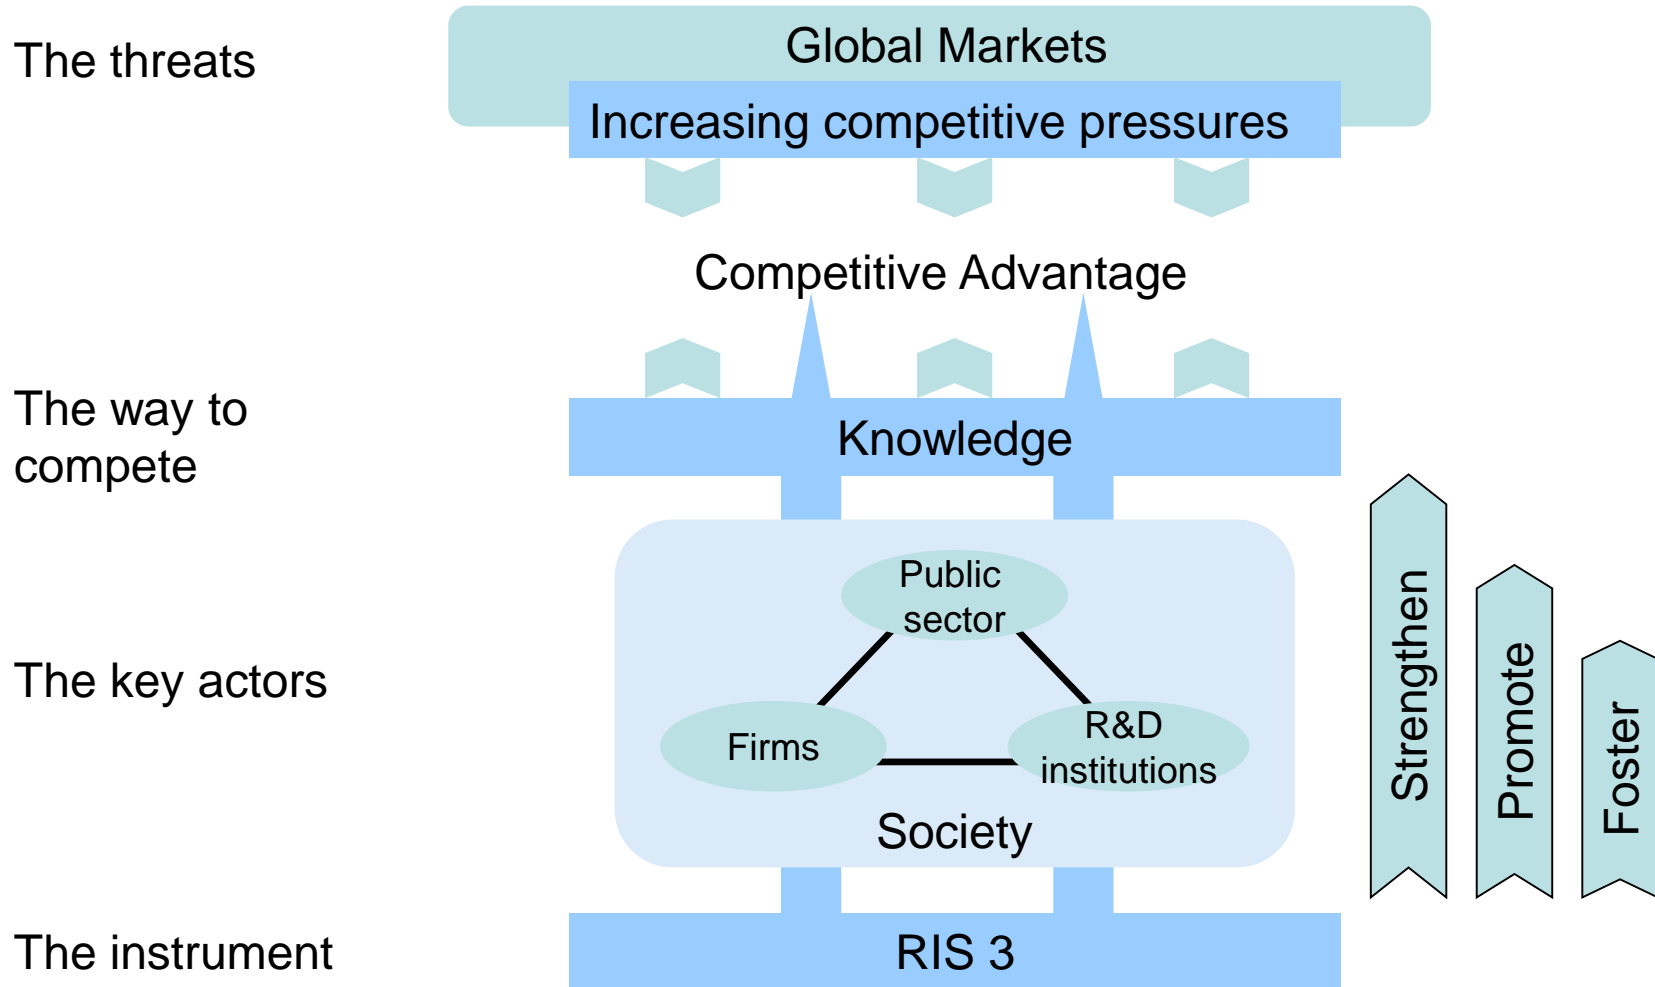 The threats
Global Markets
Increasing competitive pressures
Competitive Advantage
The way to
compete
Knowledge
The key actors
Public
sector
Firms
R&D
institutions
Society
Strengthen
Promote
Foster
The instrument
RIS 3